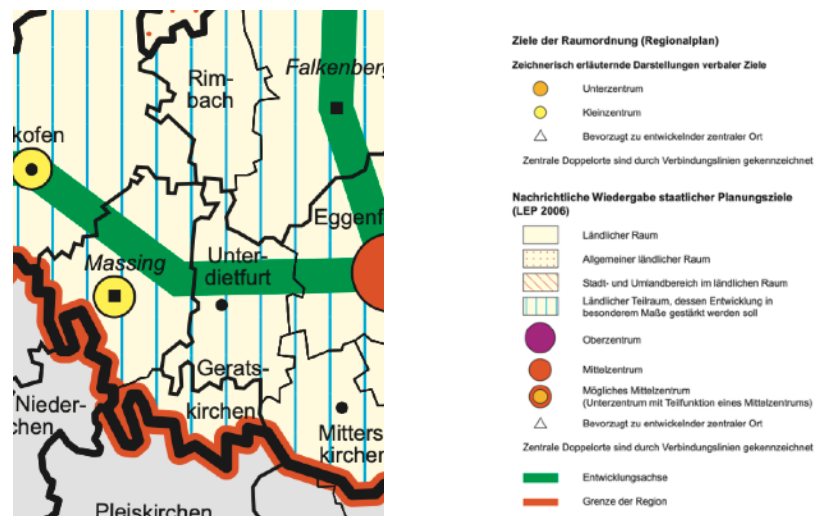 Rim-
bach
Falkenberg
kofen
Eggenf
Massing
Unter-
dietfurt
Gerats-
kirchen
Nieder-
chen
Mitters
kirchen
Pleiskirchen
Ziele der Raumordnung (Regionalplan)
Zeichnerisch erläuternde Darstellungen verbaler Ziele
Unterzentrum
Kleinzentrum
Bevorzugt zu entwickelnder zentraler Ort
Zentrale Doppelorte sind durch Verbindungslinien gekennzeichnet
Nachrichtliche Wiedergabe staatlicher Planungsziele
(LEP 2006)
Ländlicher Raum
Allgemeiner ländlicher Raum
Stadt- und Umlandbereich im ländlichen Raum
Ländlicher Teilraum, dessen Entwicklung in
besonderem Maße gestärkt werden soll
Oberzentrum
Mittelzentrum
Mögliches Mittelzentrum
(Unterzentrum mit Teilfunktion eines Mittelzentrums)
Bevorzugt zu entwickelnder zentraler Ort
Zentrale Doppelorte sind durch Verbindungslinien gekennzeichnet
Entwicklungsachse
Grenze der Region